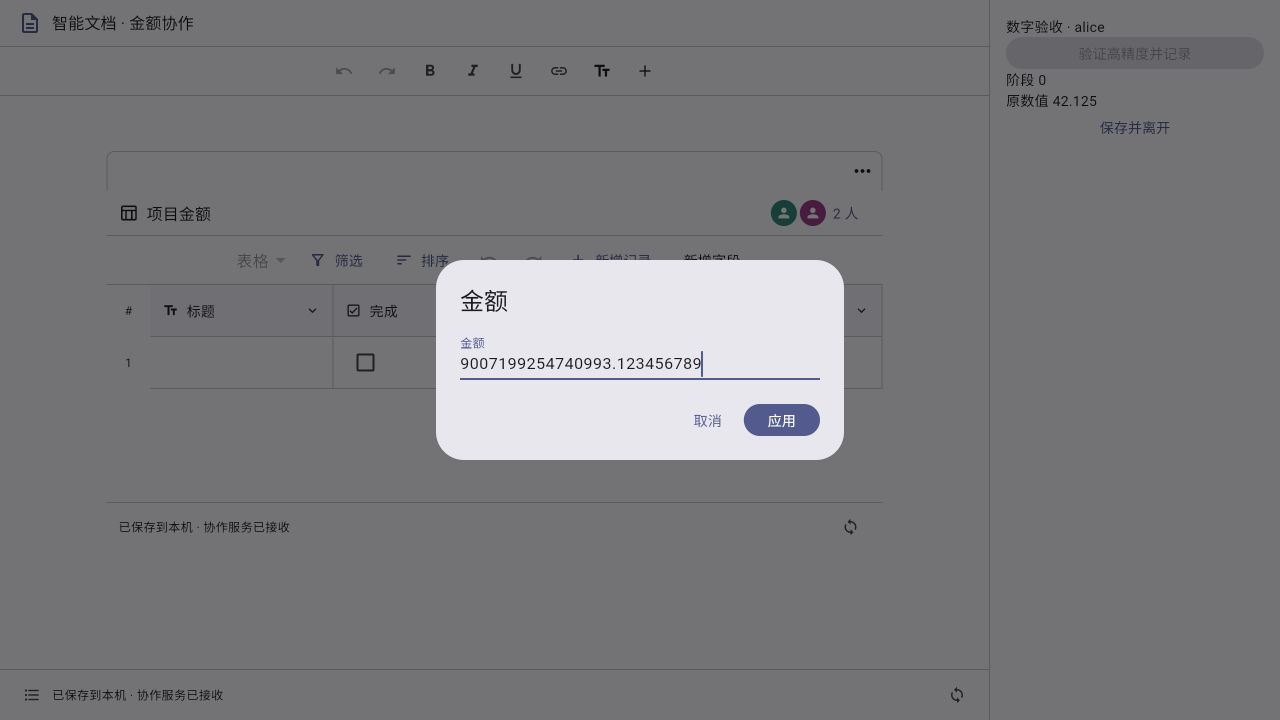 智能文档 · 金额协作
数字验收 · alice
验证高精度并记录
阶段 0
原数值 42.125
保存并离开
项目金额
2 人
表格
筛选
排序
新增记录
新增字段
#
标题
完成
1
金额
金额
9007199254740993.123456789
取消
应用
已保存到本机 · 协作服务已接收
已保存到本机 · 协作服务已接收